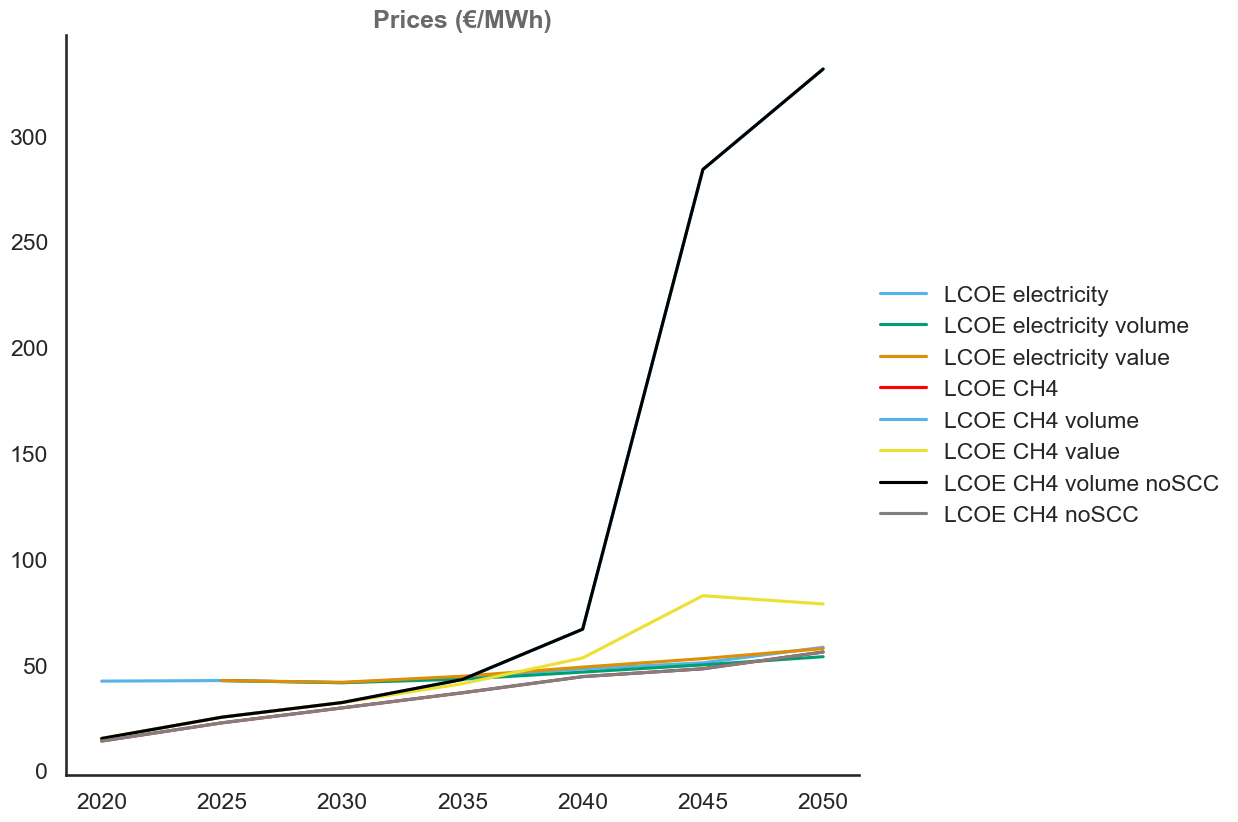 Prices (€/MWh)
300
250
200
150
100
50
0
2020 2025 2030 2035 2040 2045 2050
LCOE electricity
LCOE electricity volume
LCOE electricity value
LCOE CH4
LCOE CH4 volume
LCOE CH4 value
LCOE CH4 volume noSCC
LCOE CH4 noSCC